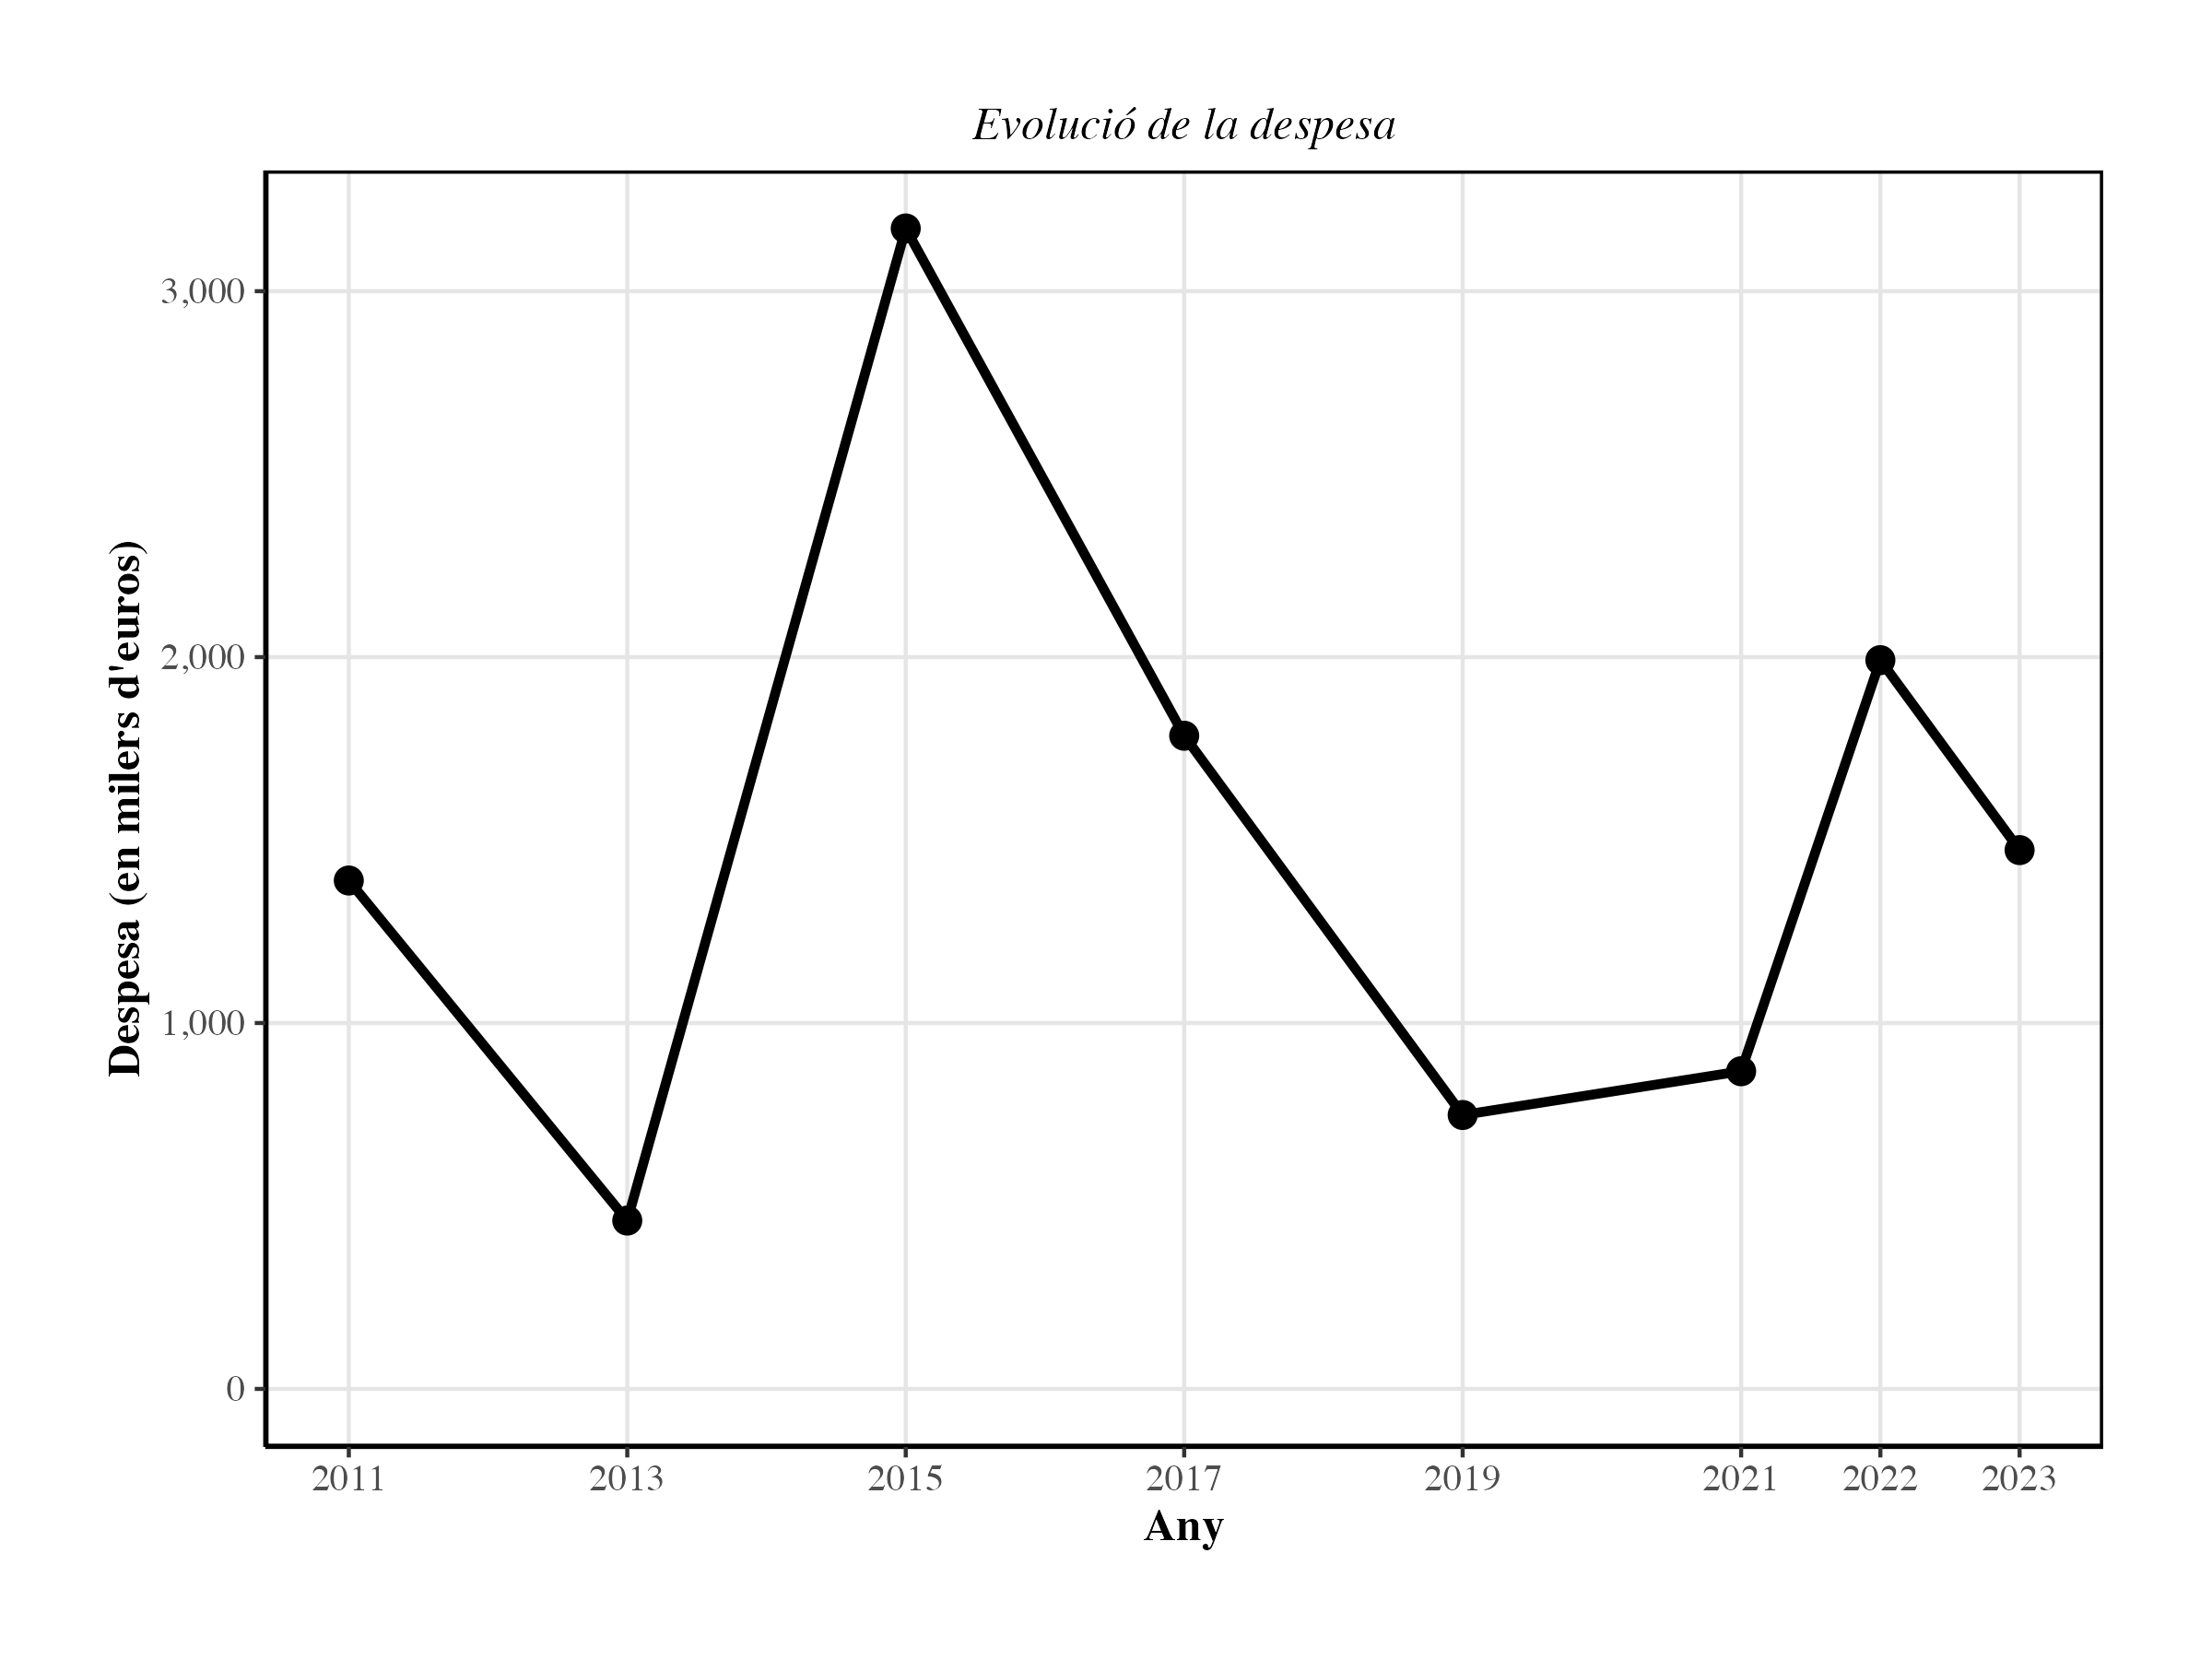 Evolució de la despesa
Despesa (en milers d'euros)
3,000
2,000
1,000
0
2011 2013 2015 2017 2019 2021 2022 2023
Any